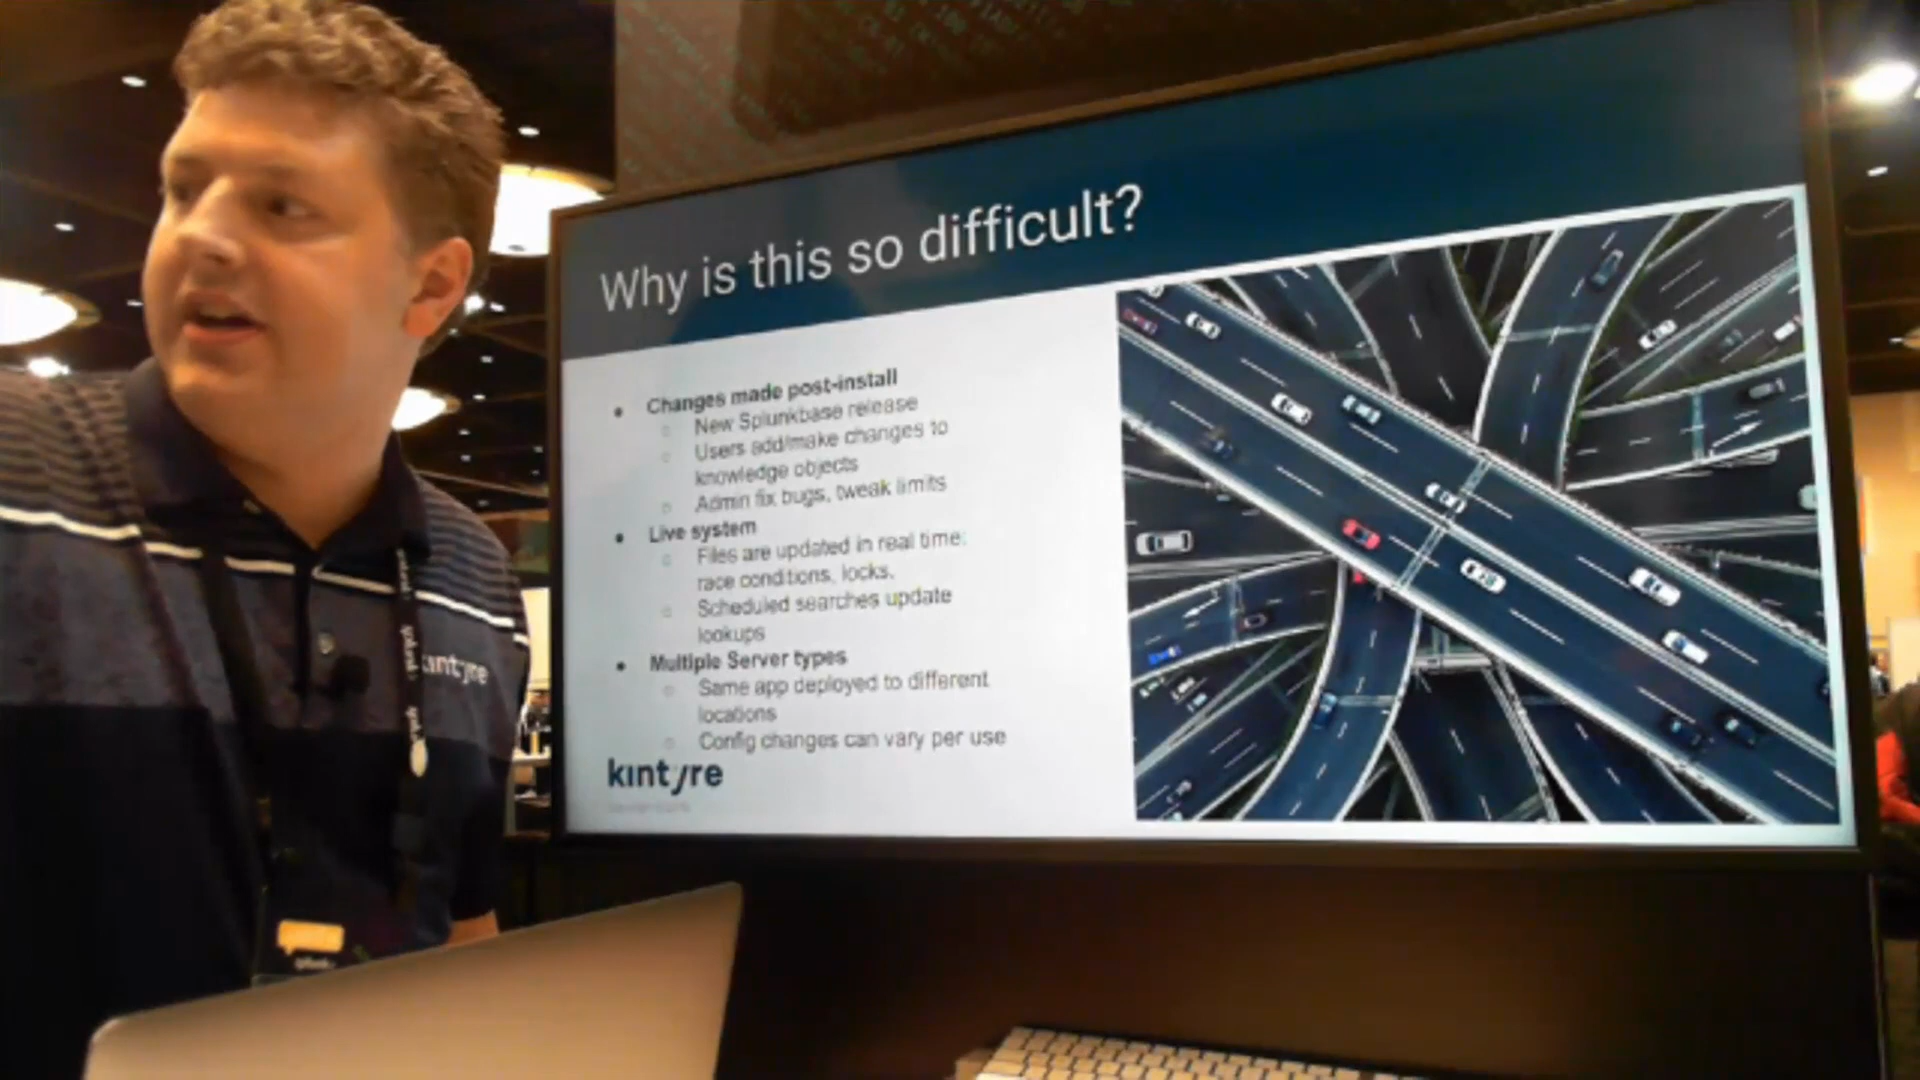 Why is this so difficult?
● Changes made post-install
○ New Splunkbase release
○ Users add/make changes to
knowledge objects
○ Admin fix bugs, tweak limits
● Live system
○ Files are updated in real time:
race conditions, locks,
○ Scheduled searches update
lookups
● Multiple Server types
○ Same app deployed to different
locations
○ Config changes can vary per use
kintyre
kintyre